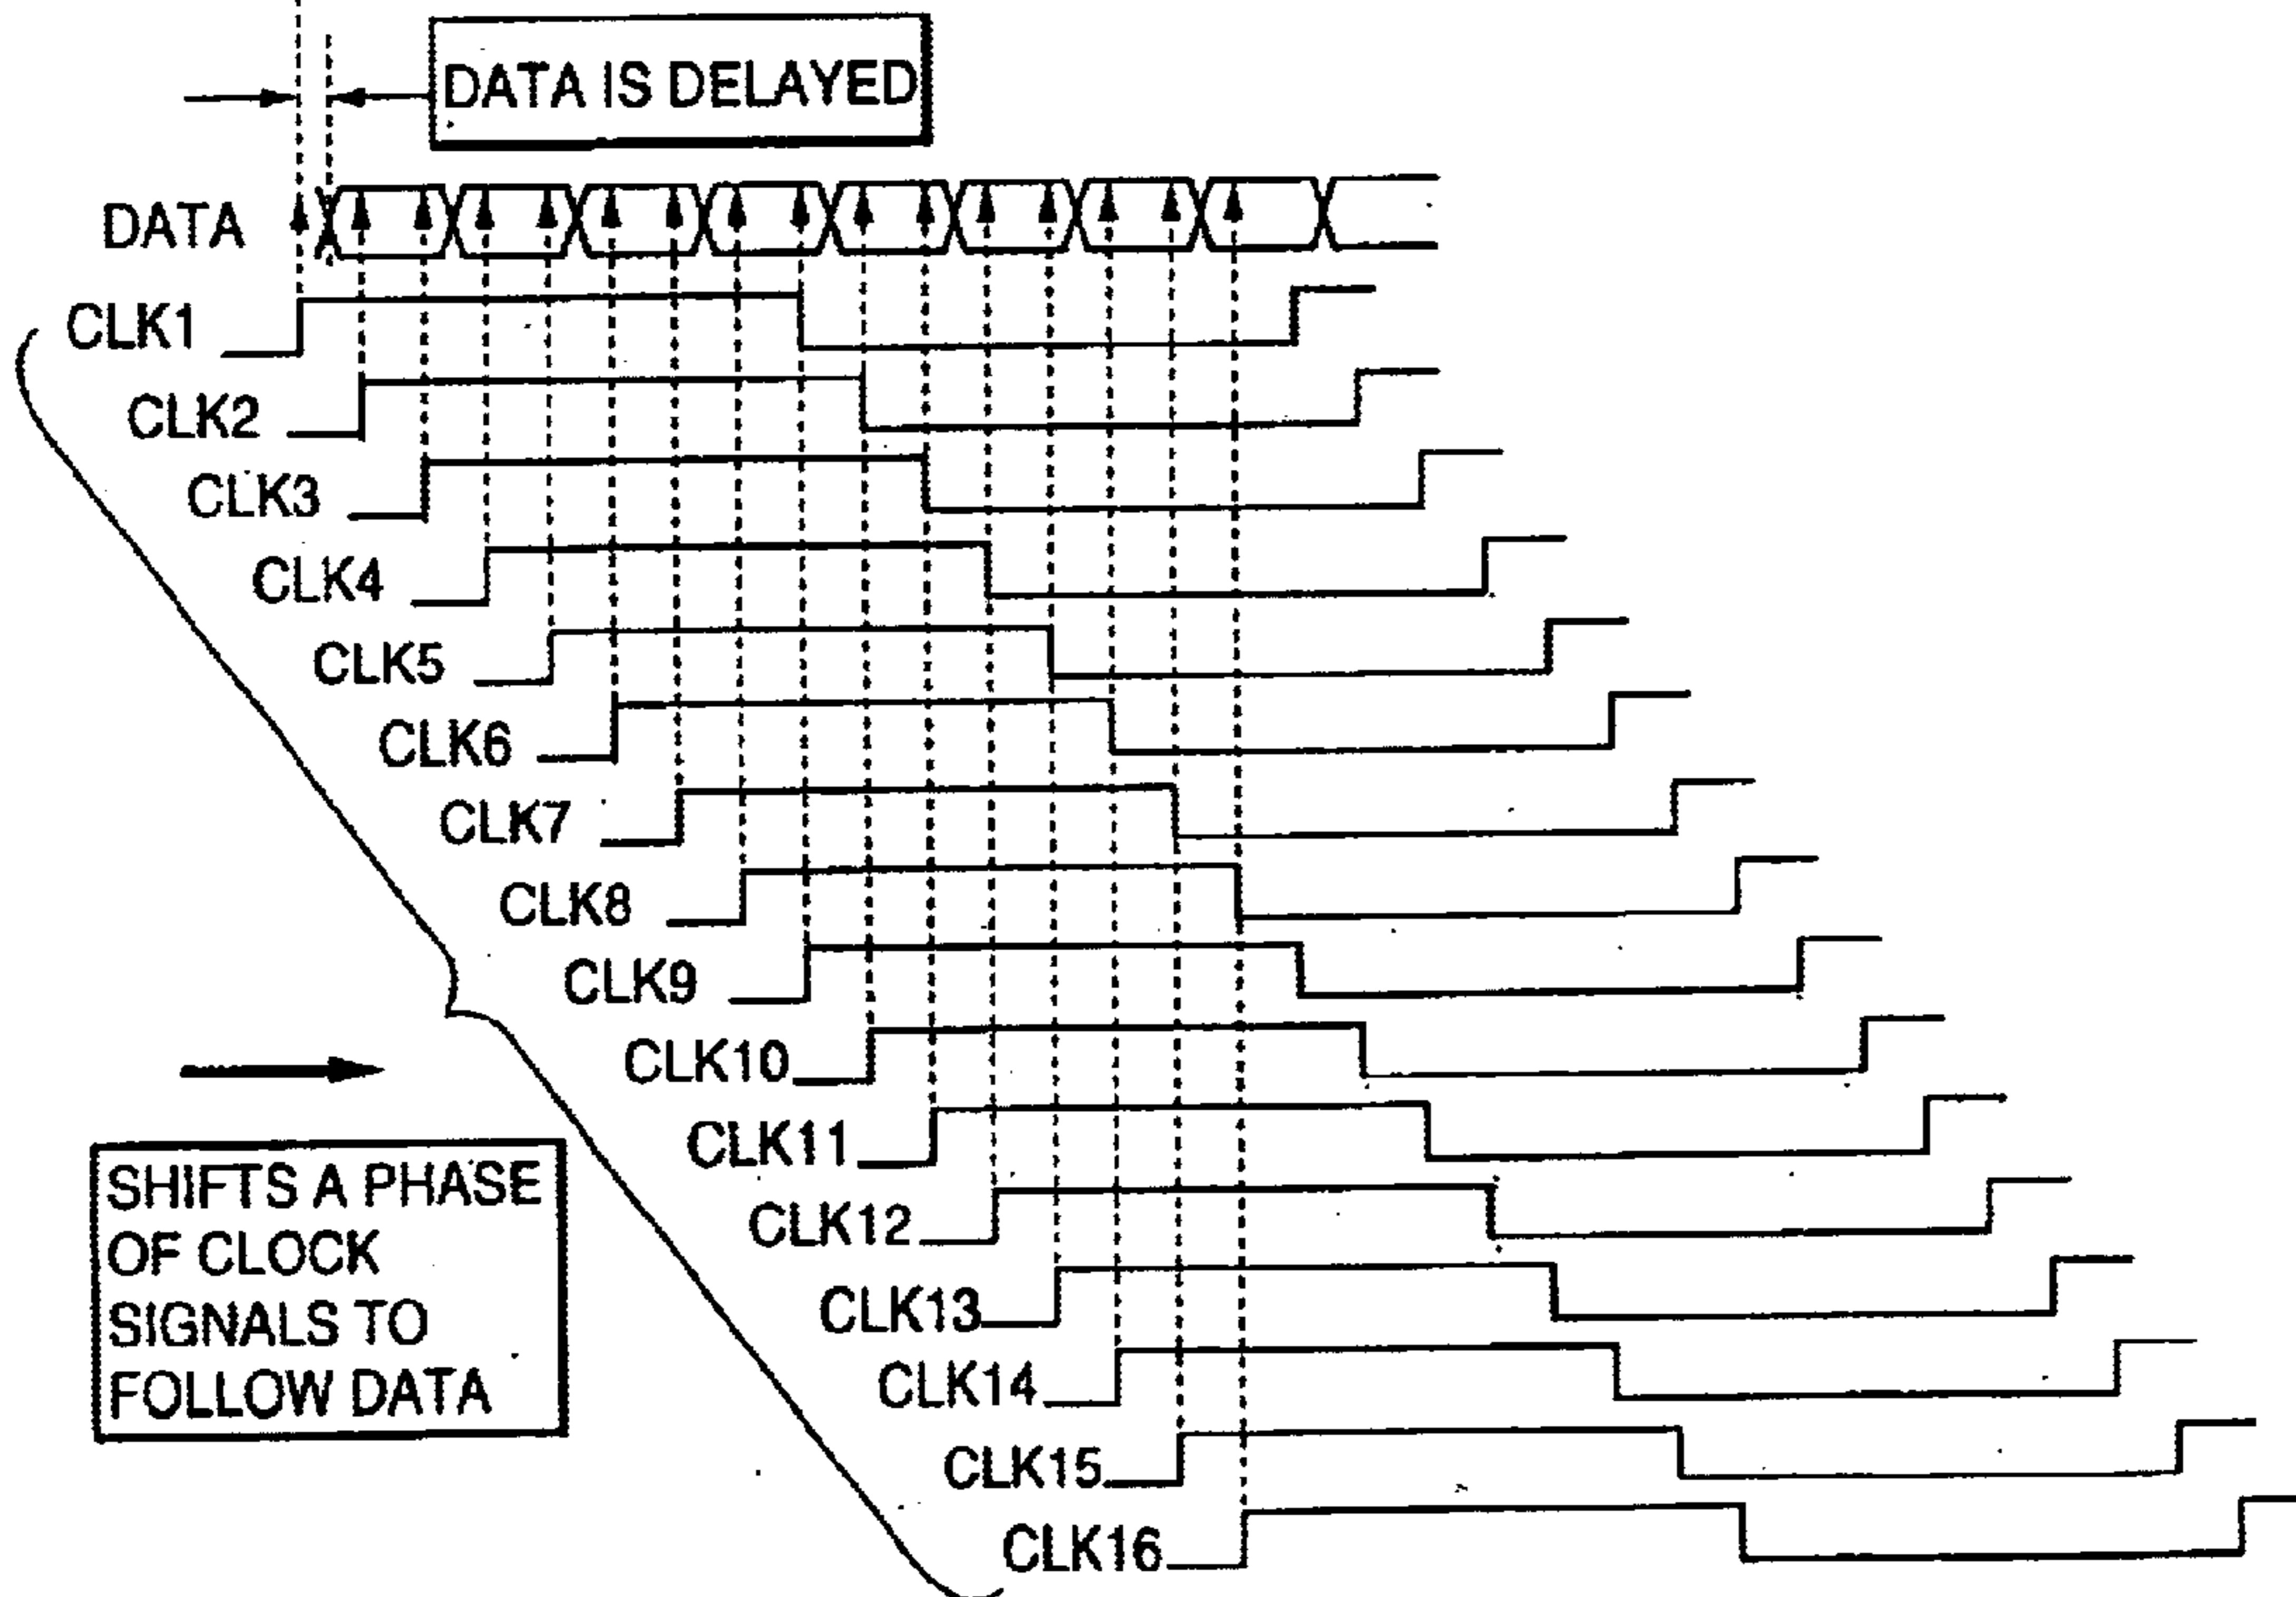 DATA IS DELAYED
DATA
CLK1
CLK2
CLK3
CLK4
CLK5
CLK6
CLK7
CLK8
CLK9
CLK10
CLK11
CLK12
CLK13
CLK14
CLK15
CLK16
SHIFTS A PHASE
OF CLOCK
SIGNALS TO
FOLLOW DATA